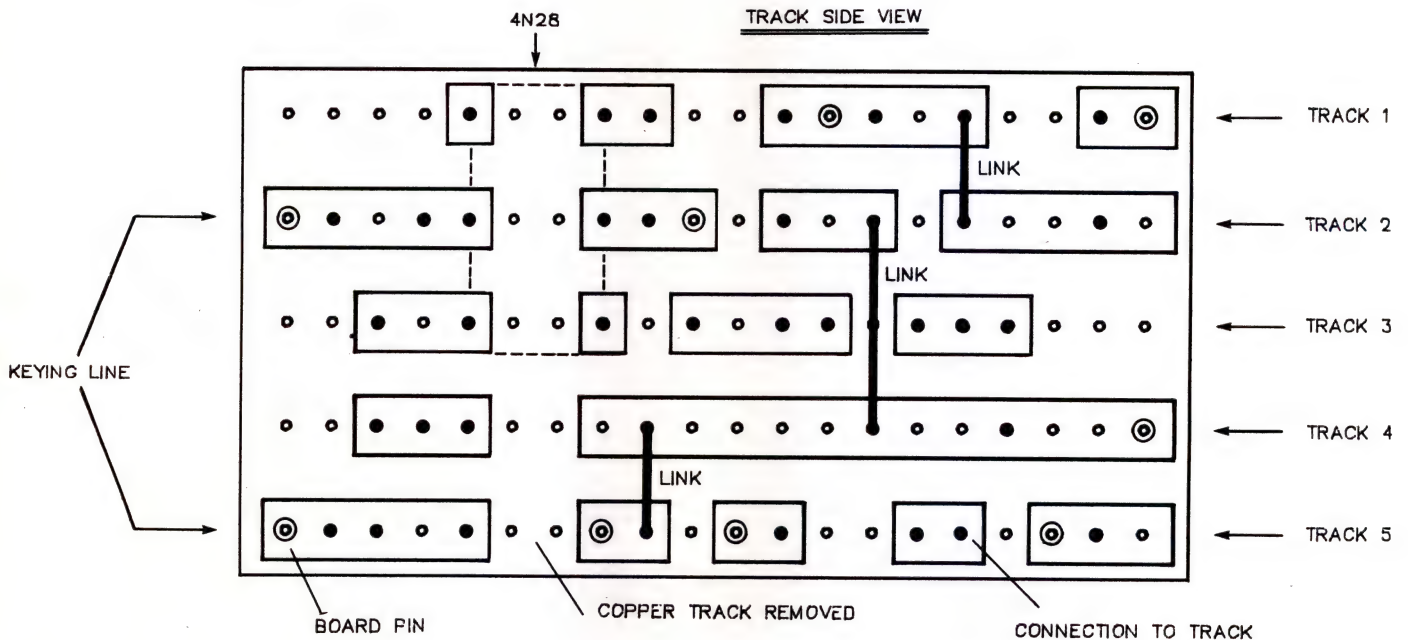 TRACK SIDE VIEW
4N28
TRACK 1
LINK
TRACK 2
LINK
TRACK 3
KEYING LINE
TRACK 4
LINK
TRACK 5
COPPER TRACK REMOVED
BOARD PIN
CONNECTION TO TRACK